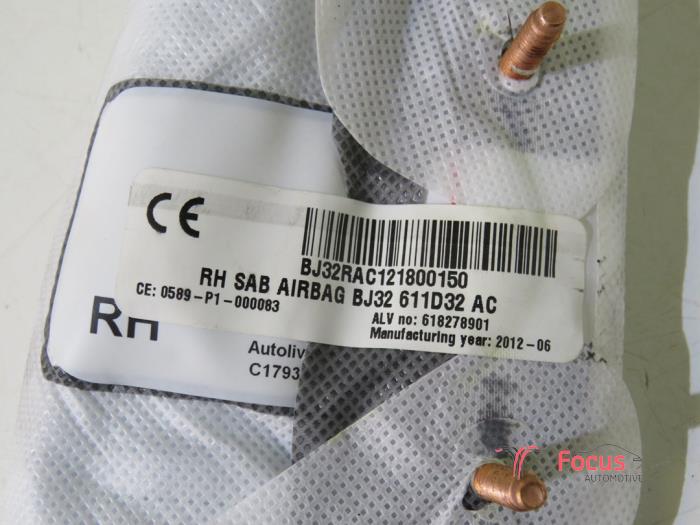 CE
BJ32RAC121800150
RH SAB AIRBAG BJ32 611D32 AC
CE: 0589-P1-000083
ALV no: 618278901
Manufacturing year: 2012-06
RH
Autoliv
C1793
Focus
AUTOMOTIVE